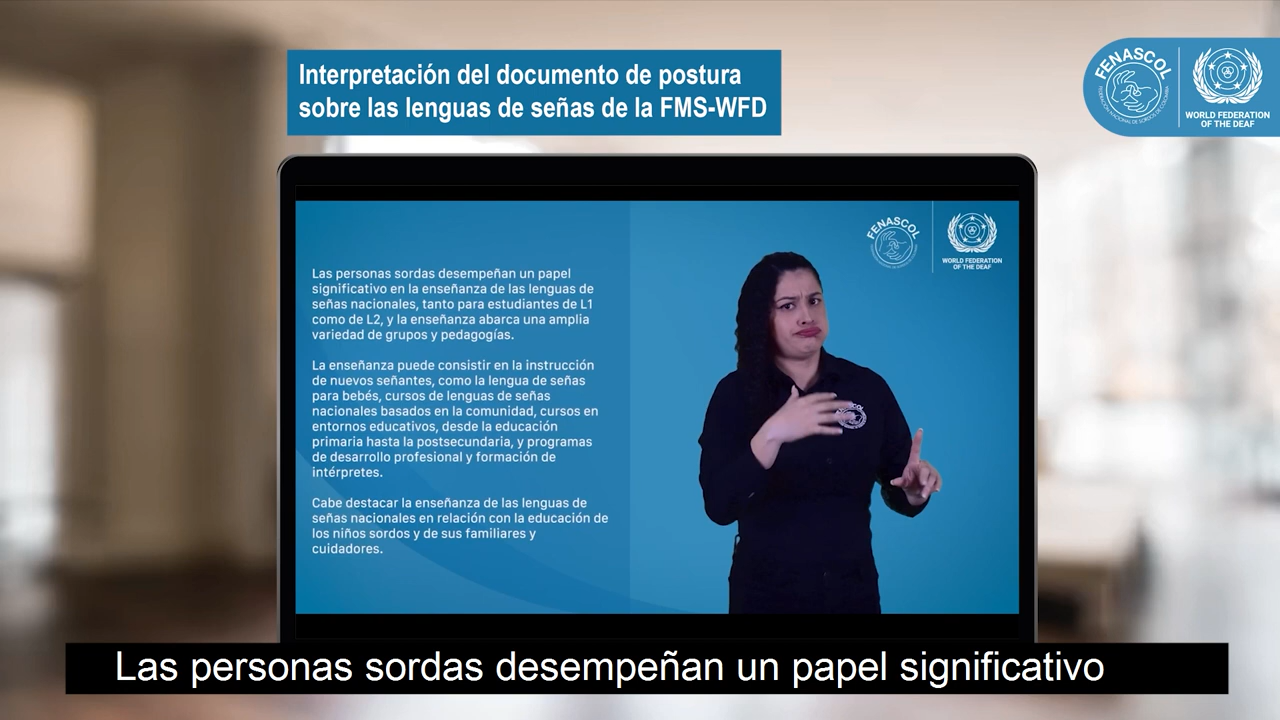 Interpretación del documento de postura
sobre las lenguas de señas de la FMS-WFD
FENASCOL
FEDERACIÓN NACIONAL DE SORDOS DE COLOMBIA
WORLD FEDERATION
OF THE DEAF
FENASCOL
WORLD FEDERATION
OF THE DEAF
Las personas sordas desempeñan un papel
significativo en la enseñanza de las lenguas de
señas nacionales, tanto para estudiantes de L1
como de L2, y la enseñanza abarca una amplia
variedad de grupos y pedagogías.
La enseñanza puede consistir en la instrucción
de nuevos señantes, como la lengua de señas
para bebés, cursos de lenguas de señas
nacionales basados en la comunidad, cursos en
entornos educativos, desde la educación
primaria hasta la postsecundaria, y programas
de desarrollo profesional y formación de
intérpretes.
Cabe destacar la enseñanza de las lenguas de
señas nacionales en relación con la educación de
los niños sordos y de sus familiares y
cuidadores.
FENASCOL
Las personas sordas desempeñan un papel significativo